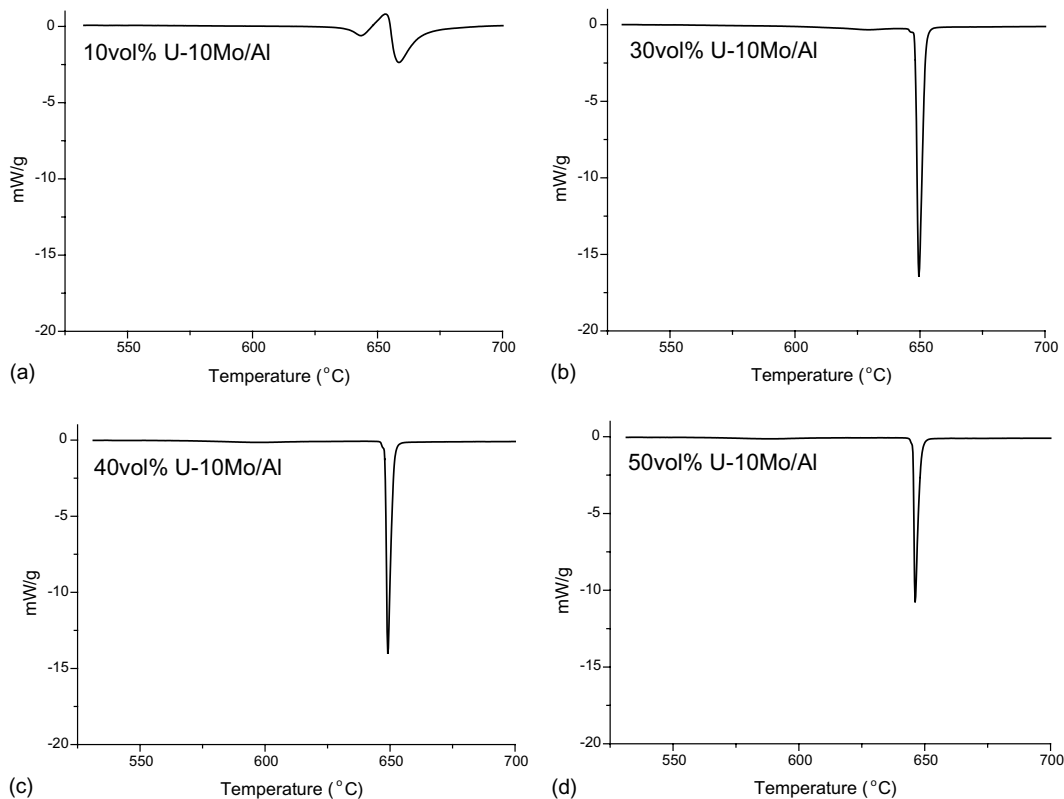 0
-5
-10
-15
-20
mW/g
10vol% U-10Mo/Al
550
600
650
700
Temperature (°C)
(a)
0
-5
-10
-15
-20
mW/g
30vol% U-10Mo/Al
550
600
650
700
Temperature (°C)
(b)
0
-5
-10
-15
-20
mW/g
40vol% U-10Mo/Al
550
600
650
700
Temperature (°C)
(c)
0
-5
-10
-15
-20
mW/g
50vol% U-10Mo/Al
550
600
650
700
Temperature (°C)
(d)